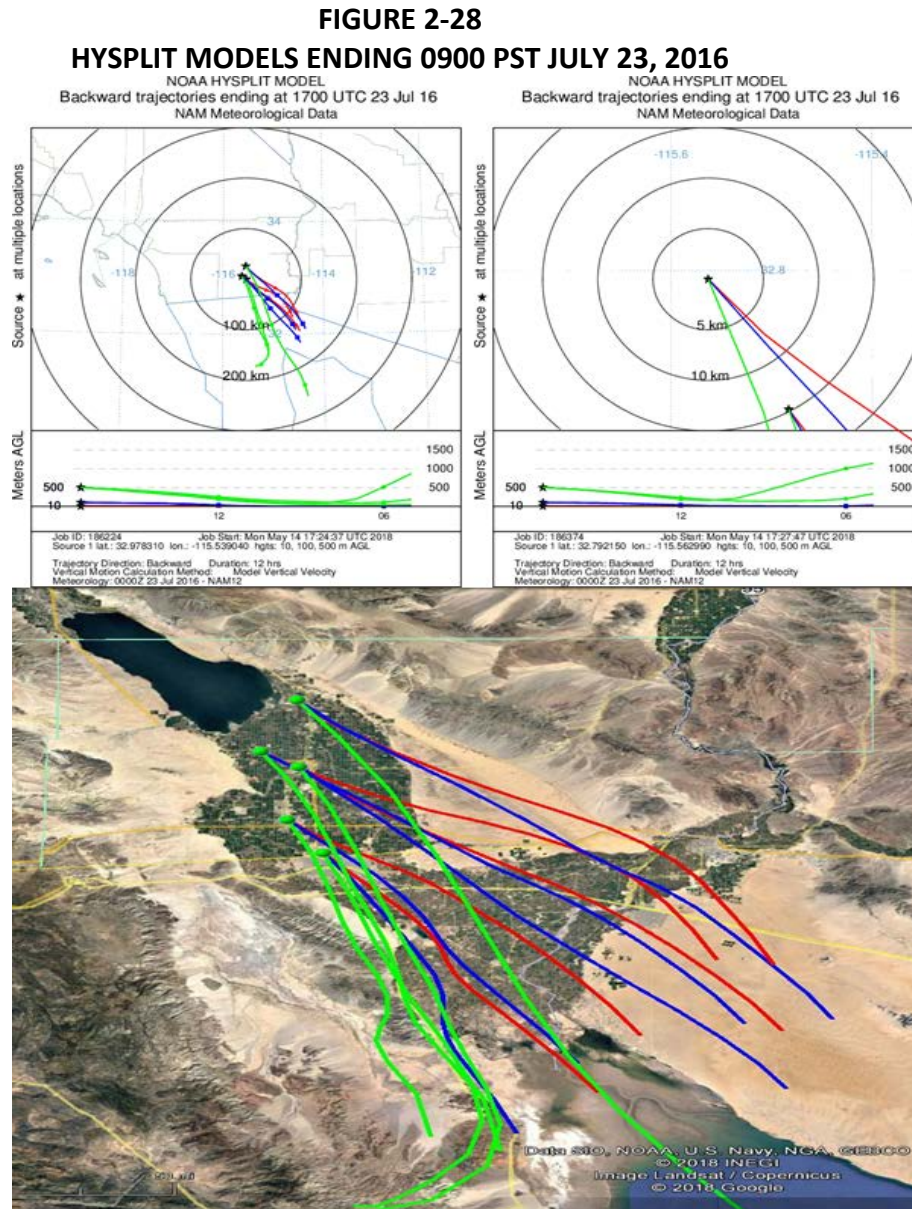 FIGURE 2-28
HYSPLIT MODELS ENDING 0900 PST JULY 23, 2016
NOAA HYSPLIT MODEL
Backward trajectories ending at 1700 UTC 23 Jul 16
NAM Meteorological Data
Source ★ at multiple locations
34
-118
-116
-114
-112
100 km
32
200 km
Meters AGL
1500
1000
500
500
10
12
06
Job ID: 186224 Job Start: Mon May 14 17:24:37 UTC 2018
Source 1 lat.: 32.978310 lon.: -115.539040 hgts: 10, 100, 500 m AGL
Trajectory Direction: Backward Duration: 12 hrs
Vertical Motion Calculation Method: Model Vertical Velocity
Meteorology: 0000Z 23 Jul 2016 - NAM12
NOAA HYSPLIT MODEL
Backward trajectories ending at 1700 UTC 23 Jul 16
NAM Meteorological Data
Source ★ at multiple locations
-115.6
-115.4
32.8
5 km
10 km
Meters AGL
1500
1000
500
500
10
12
06
Job ID: 186374 Job Start: Mon May 14 17:27:47 UTC 2018
Source 1 lat.: 32.792150 lon.: -115.562990 hgts: 10, 100, 500 m AGL
Trajectory Direction: Backward Duration: 12 hrs
Vertical Motion Calculation Method: Model Vertical Velocity
Meteorology: 0000Z 23 Jul 2016 - NAM12
95
Data SIO, NOAA, U.S. Navy, NGA, GEBCO
© 2018 INEGI
Image Landsat / Copernicus
© 2018 Google